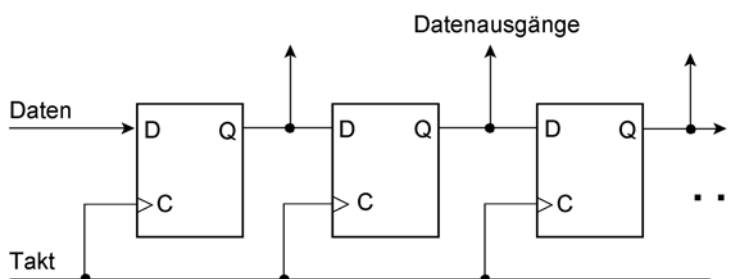 Datenausgänge
Daten
D Q D Q D Q
C C C
Takt